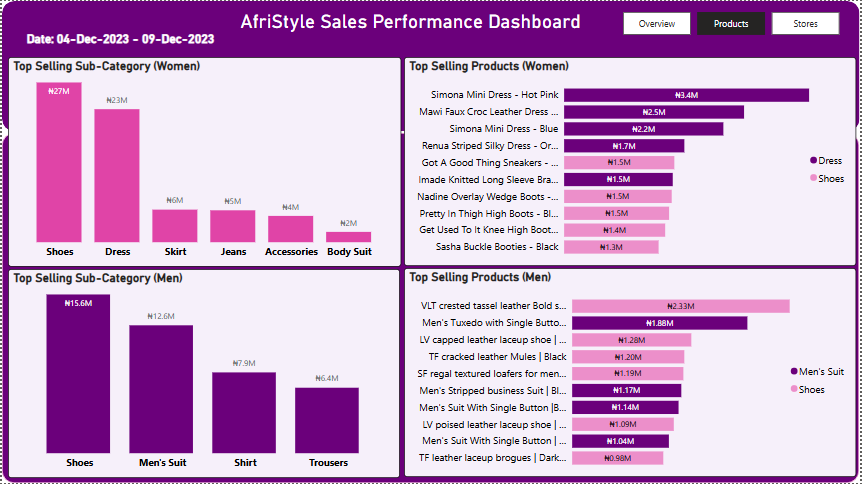 AfriStyle Sales Performance Dashboard
Overview
Products
Stores
Date: 04-Dec-2023 - 09-Dec-2023
Top Selling Sub-Category (Women)
₦27M
₦23M
₦6M
₦5M
₦4M
₦2M
Shoes
Dress
Skirt
Jeans
Accessories
Body Suit
Top Selling Products (Women)
Simona Mini Dress - Hot Pink ₦3.4M
Mawi Faux Croc Leather Dress ... ₦2.5M
Simona Mini Dress - Blue ₦2.2M
Renua Striped Silky Dress - Or... ₦1.7M
Got A Good Thing Sneakers - ... ₦1.5M
Imade Knitted Long Sleeve Bra... ₦1.5M
Nadine Overlay Wedge Boots -... ₦1.5M
Pretty In Thigh High Boots - Bl... ₦1.5M
Get Used To It Knee High Boot... ₦1.4M
Sasha Buckle Booties - Black ₦1.3M
Dress
Shoes
Top Selling Sub-Category (Men)
₦15.6M
₦12.6M
₦7.9M
₦6.4M
Shoes
Men's Suit
Shirt
Trousers
Top Selling Products (Men)
VLT crested tassel leather Bold s... ₦2.33M
Men's Tuxedo with Single Butto... ₦1.88M
LV capped leather laceup shoe | ... ₦1.28M
TF cracked leather Mules | Black ₦1.20M
SF regal textured loafers for men... ₦1.19M
Men's Stripped business Suit | Bl... ₦1.17M
Men's Suit With Single Button |B... ₦1.14M
LV poised leather laceup shoe | ... ₦1.09M
Men's Suit With Single Button | ... ₦1.04M
TF leather laceup brogues | Dark... ₦0.98M
Men's Suit
Shoes